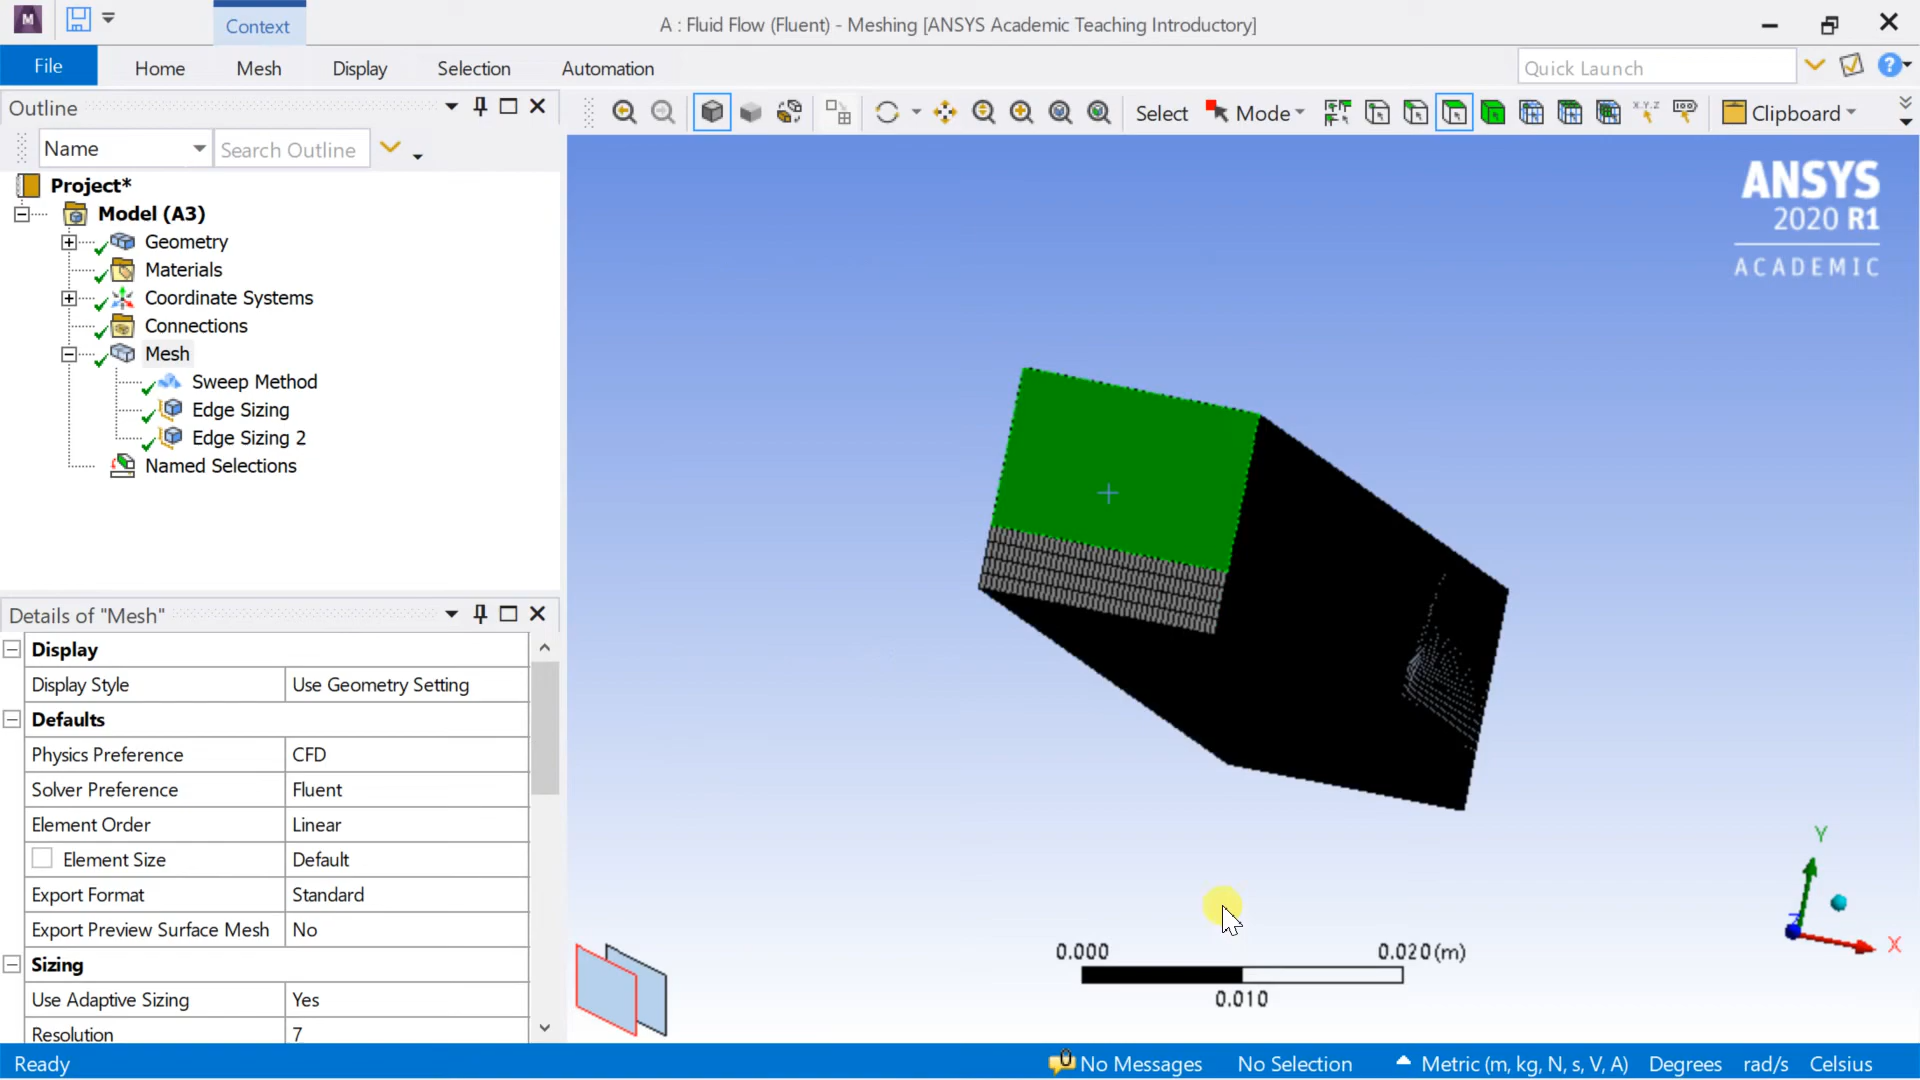 M
Context
A : Fluid Flow (Fluent) - Meshing [ANSYS Academic Teaching Introductory]
File
Home
Mesh
Display
Selection
Automation
Quick Launch
Outline
Select
Mode
Clipboard
Name
Search Outline
Project*
Model (A3)
Geometry
Materials
Coordinate Systems
Connections
Mesh
Sweep Method
Edge Sizing
Edge Sizing 2
Named Selections
ANSYS
2020 R1
ACADEMIC
Details of "Mesh"
Display
Display Style Use Geometry Setting
Defaults
Physics Preference CFD
Solver Preference Fluent
Element Order Linear
Element Size Default
Export Format Standard
Export Preview Surface Mesh No
Sizing
Use Adaptive Sizing Yes
Resolution 7
0.000
0.020(m)
0.010
Y
Z
X
Ready
0 No Messages
No Selection
Metric (m, kg, N, s, V, A)
Degrees
rad/s
Celsius